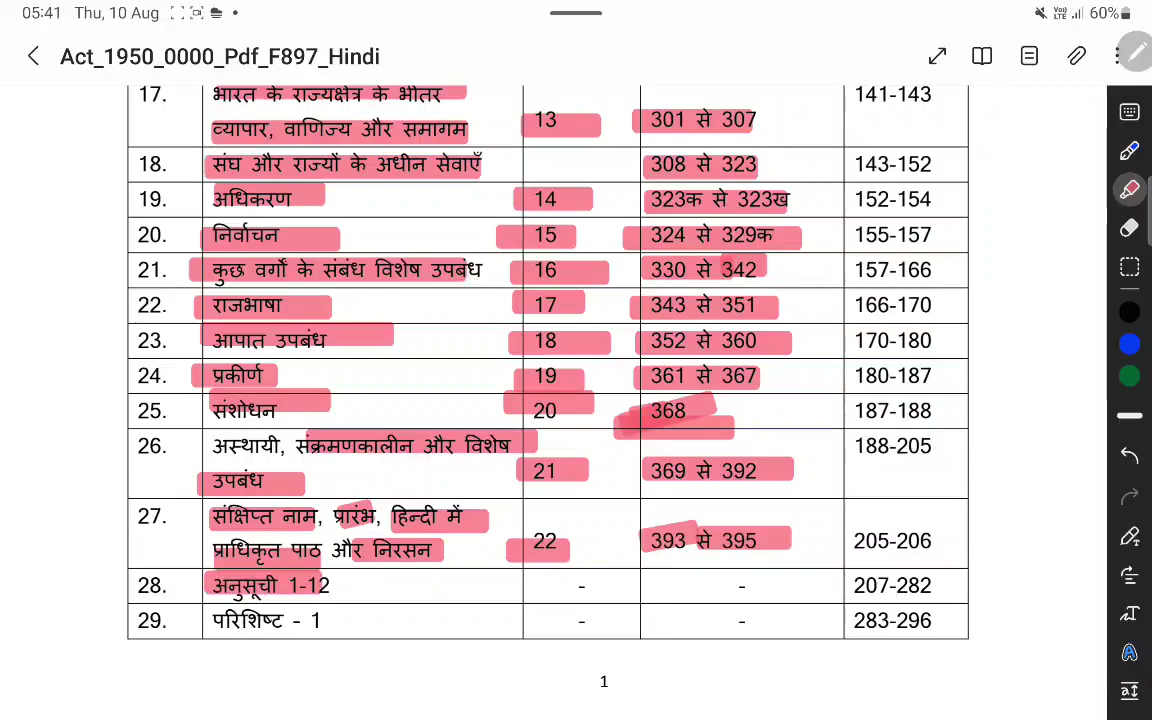 05:41 Thu, 10 Aug 60%
Act_1950_0000_Pdf_F897_Hindi
17. भारत के राज्यक्षेत्र के भीतर 141-143
व्यापार, वाणिज्य और समागम 13 301 से 307
18. संघ और राज्यों के अधीन सेवाएँ 308 से 323 143-152
19. अधिकरण 14 323क से 323ख 152-154
20. निर्वाचन 15 324 से 329क 155-157
21. कुछ वर्गों के संबंध विशेष उपबंध 16 330 से 342 157-166
22. राजभाषा 17 343 से 351 166-170
23. आपात उपबंध 18 352 से 360 170-180
24. प्रकीर्ण 19 361 से 367 180-187
25. संशोधन 20 368 187-188
26. अस्थायी, संक्रमणकालीन और विशेष 188-205
उपबंध 21 369 से 392
27. संक्षिप्त नाम, प्रारंभ, हिन्दी में
प्राधिकृत पाठ और निरसन 22 393 से 395 205-206
28. अनुसूची 1-12 - - 207-282
29. परिशिष्ट - 1 - - 283-296
1